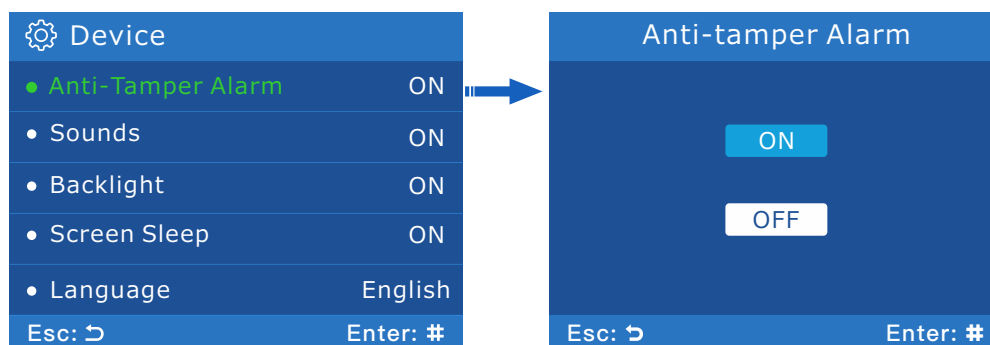 Device
Anti-Tamper Alarm ON
Sounds ON
Backlight ON
Screen Sleep ON
Language English
Esc: ⮌ Enter: #
Anti-tamper Alarm
ON
OFF
Esc: ⮌ Enter: #